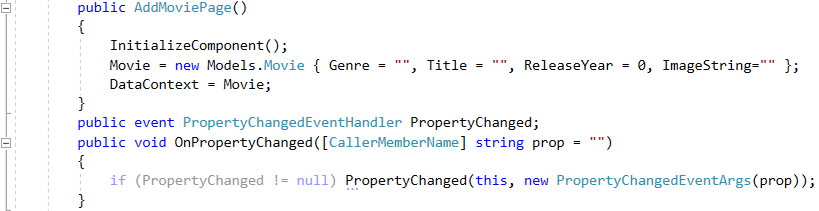 public AddMoviePage()
{
InitializeComponent();
Movie = new Models.Movie { Genre = "", Title = "", ReleaseYear = 0, ImageString="" };
DataContext = Movie;
}
public event PropertyChangedEventHandler PropertyChanged;
public void OnPropertyChanged([CallerMemberName] string prop = "")
{
if (PropertyChanged != null) PropertyChanged(this, new PropertyChangedEventArgs(prop));
}